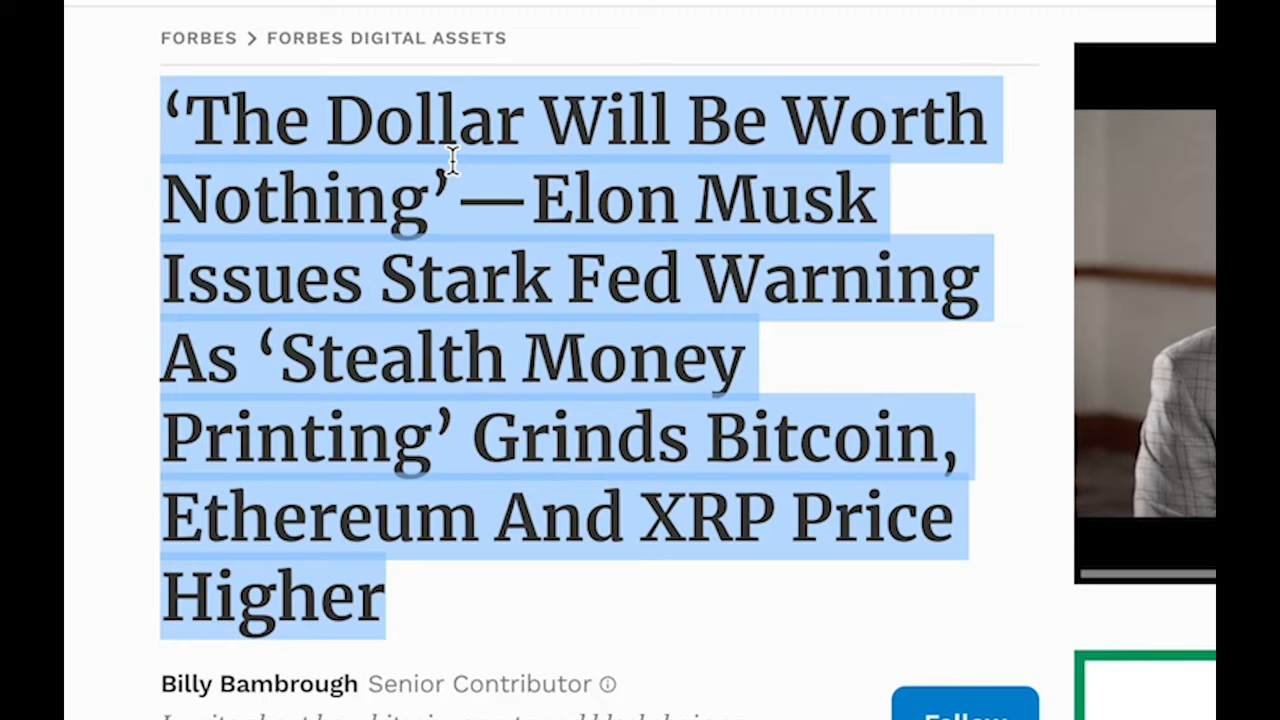 FORBES > FORBES DIGITAL ASSETS
‘The Dollar Will Be Worth
Nothing’—Elon Musk
Issues Stark Fed Warning
As ‘Stealth Money
Printing’ Grinds Bitcoin,
Ethereum And XRP Price
Higher
Billy Bambrough Senior Contributor
Follow